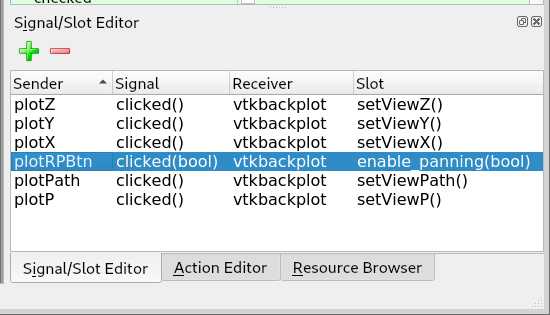 checked
Signal/Slot Editor
Sender Signal Receiver Slot
plotZ clicked() vtkbackplot setViewZ()
plotY clicked() vtkbackplot setViewY()
plotX clicked() vtkbackplot setViewX()
plotRPBtn clicked(bool) vtkbackplot enable_panning(bool)
plotPath clicked() vtkbackplot setViewPath()
plotP clicked() vtkbackplot setViewP()
Signal/Slot Editor Action Editor Resource Browser